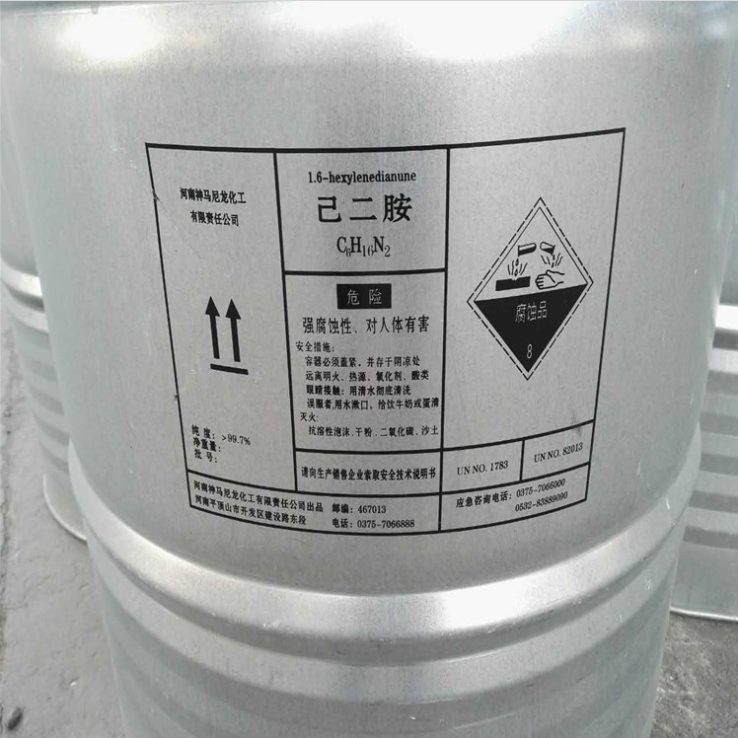 河南神马尼龙化工
有限责任公司
纯 度：>99.7%
净重量：
批 号：
1.6-hexylenedianune
己二胺
C₆H₁₆N₂
危 险
强腐蚀性、对人体有害
安全措施：
容器必须盖紧，并存于阴凉处
远离明火、热源、氧化剂、酸类
眼睛接触：用清水彻底清洗
误服者,用水漱口，给饮牛奶或蛋清
灭火：
抗溶性泡沫、干粉、二氧化碳、沙土
请向生产销售企业索取安全技术说明书
腐蚀品
8
UN NO. 1783
UN NO. 82013
河南神马尼龙化工有限责任公司出品 邮编：467013
河南平顶山市开发区建设路东段 电话：0375-7066888
应急咨询电话：0375-7066000
0532-83889090